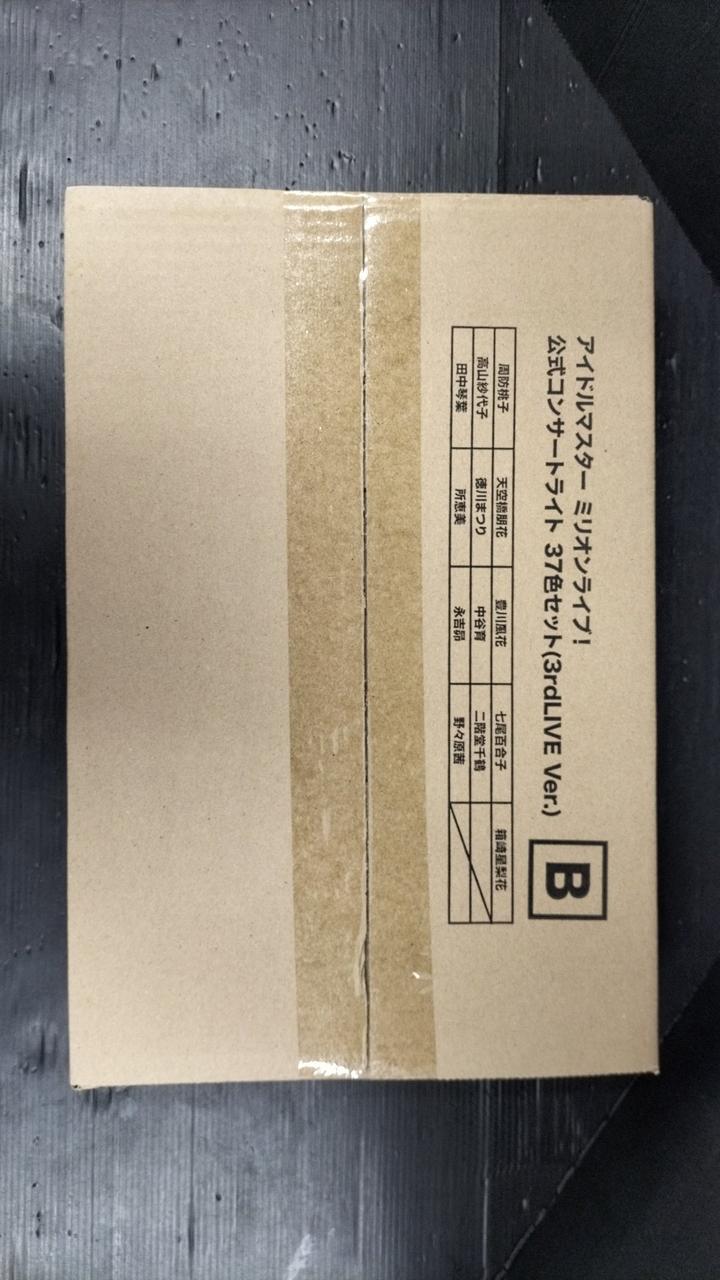 アイドルマスター ミリオンライブ!
公式コンサートライト 37色セット(3rdLIVE Ver.)
B
周防桃子 天空橋朋花 豊川風花 七尾百合子 箱崎星梨花
高山紗代子 徳川まつり 中谷育 二階堂千鶴
田中琴葉 所恵美 永吉昴 野々原茜